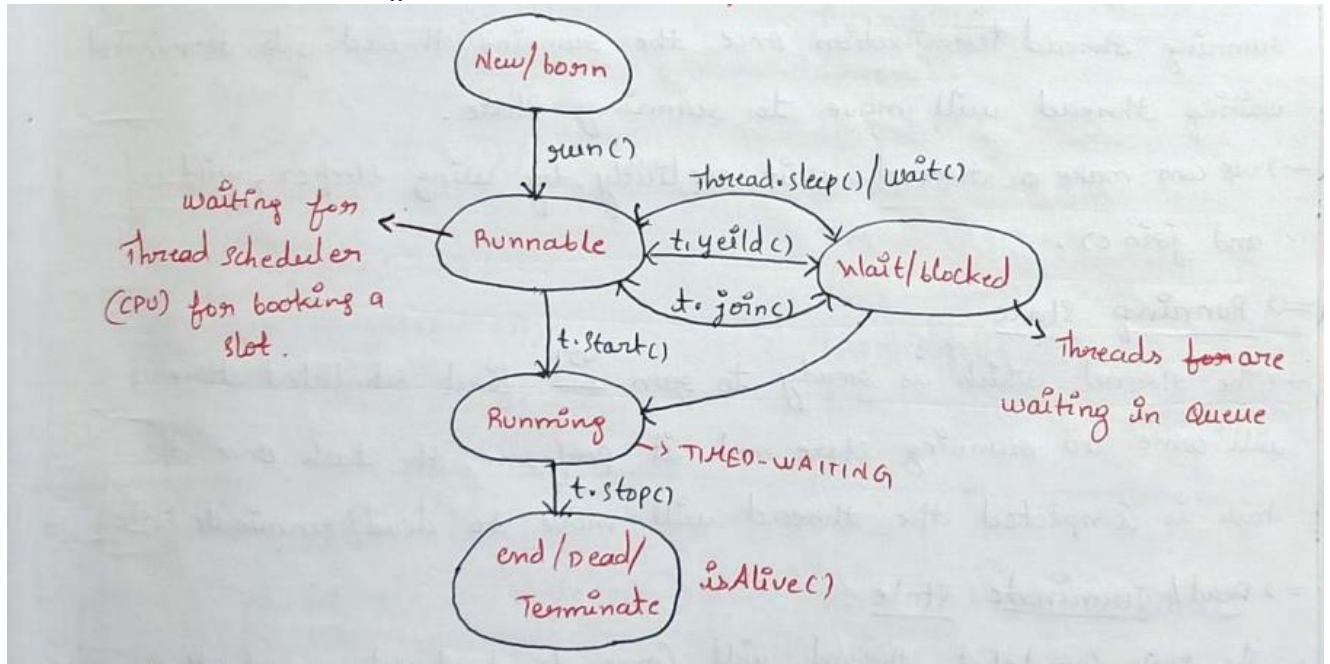 New/born
run()
Thread.sleep()/wait()
waiting for
Thread scheduler
(CPU) for booking a
slot.
Runnable
t.yeild()
Wait/blocked
t.join()
t.start()
Threads for are
waiting in Queue
Running
TIMED-WAITING
t.stop()
end/Dead/
Terminate
isAlive()